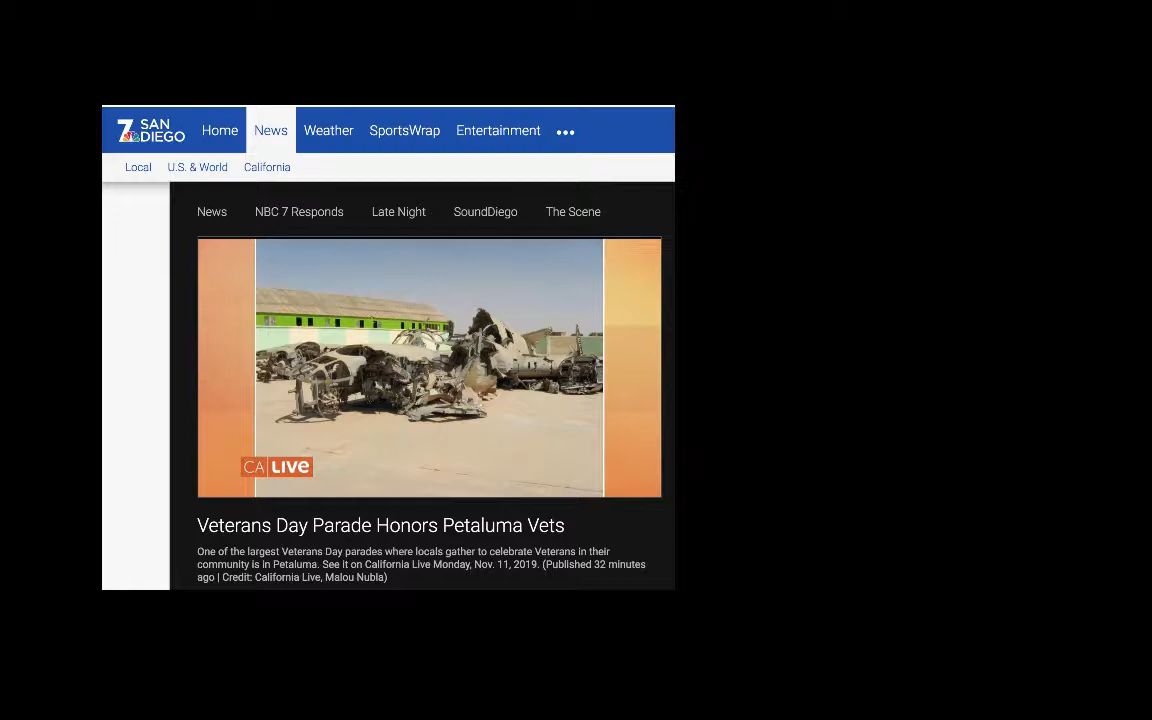 7 SAN DIEGO Home News Weather SportsWrap Entertainment •••
Local U.S. & World California
News NBC 7 Responds Late Night SoundDiego The Scene
CA LIVE
Veterans Day Parade Honors Petaluma Vets
One of the largest Veterans Day parades where locals gather to celebrate Veterans in their
community is in Petaluma. See it on California Live Monday, Nov. 11, 2019. (Published 32 minutes
ago | Credit: California Live, Malou Nubla)